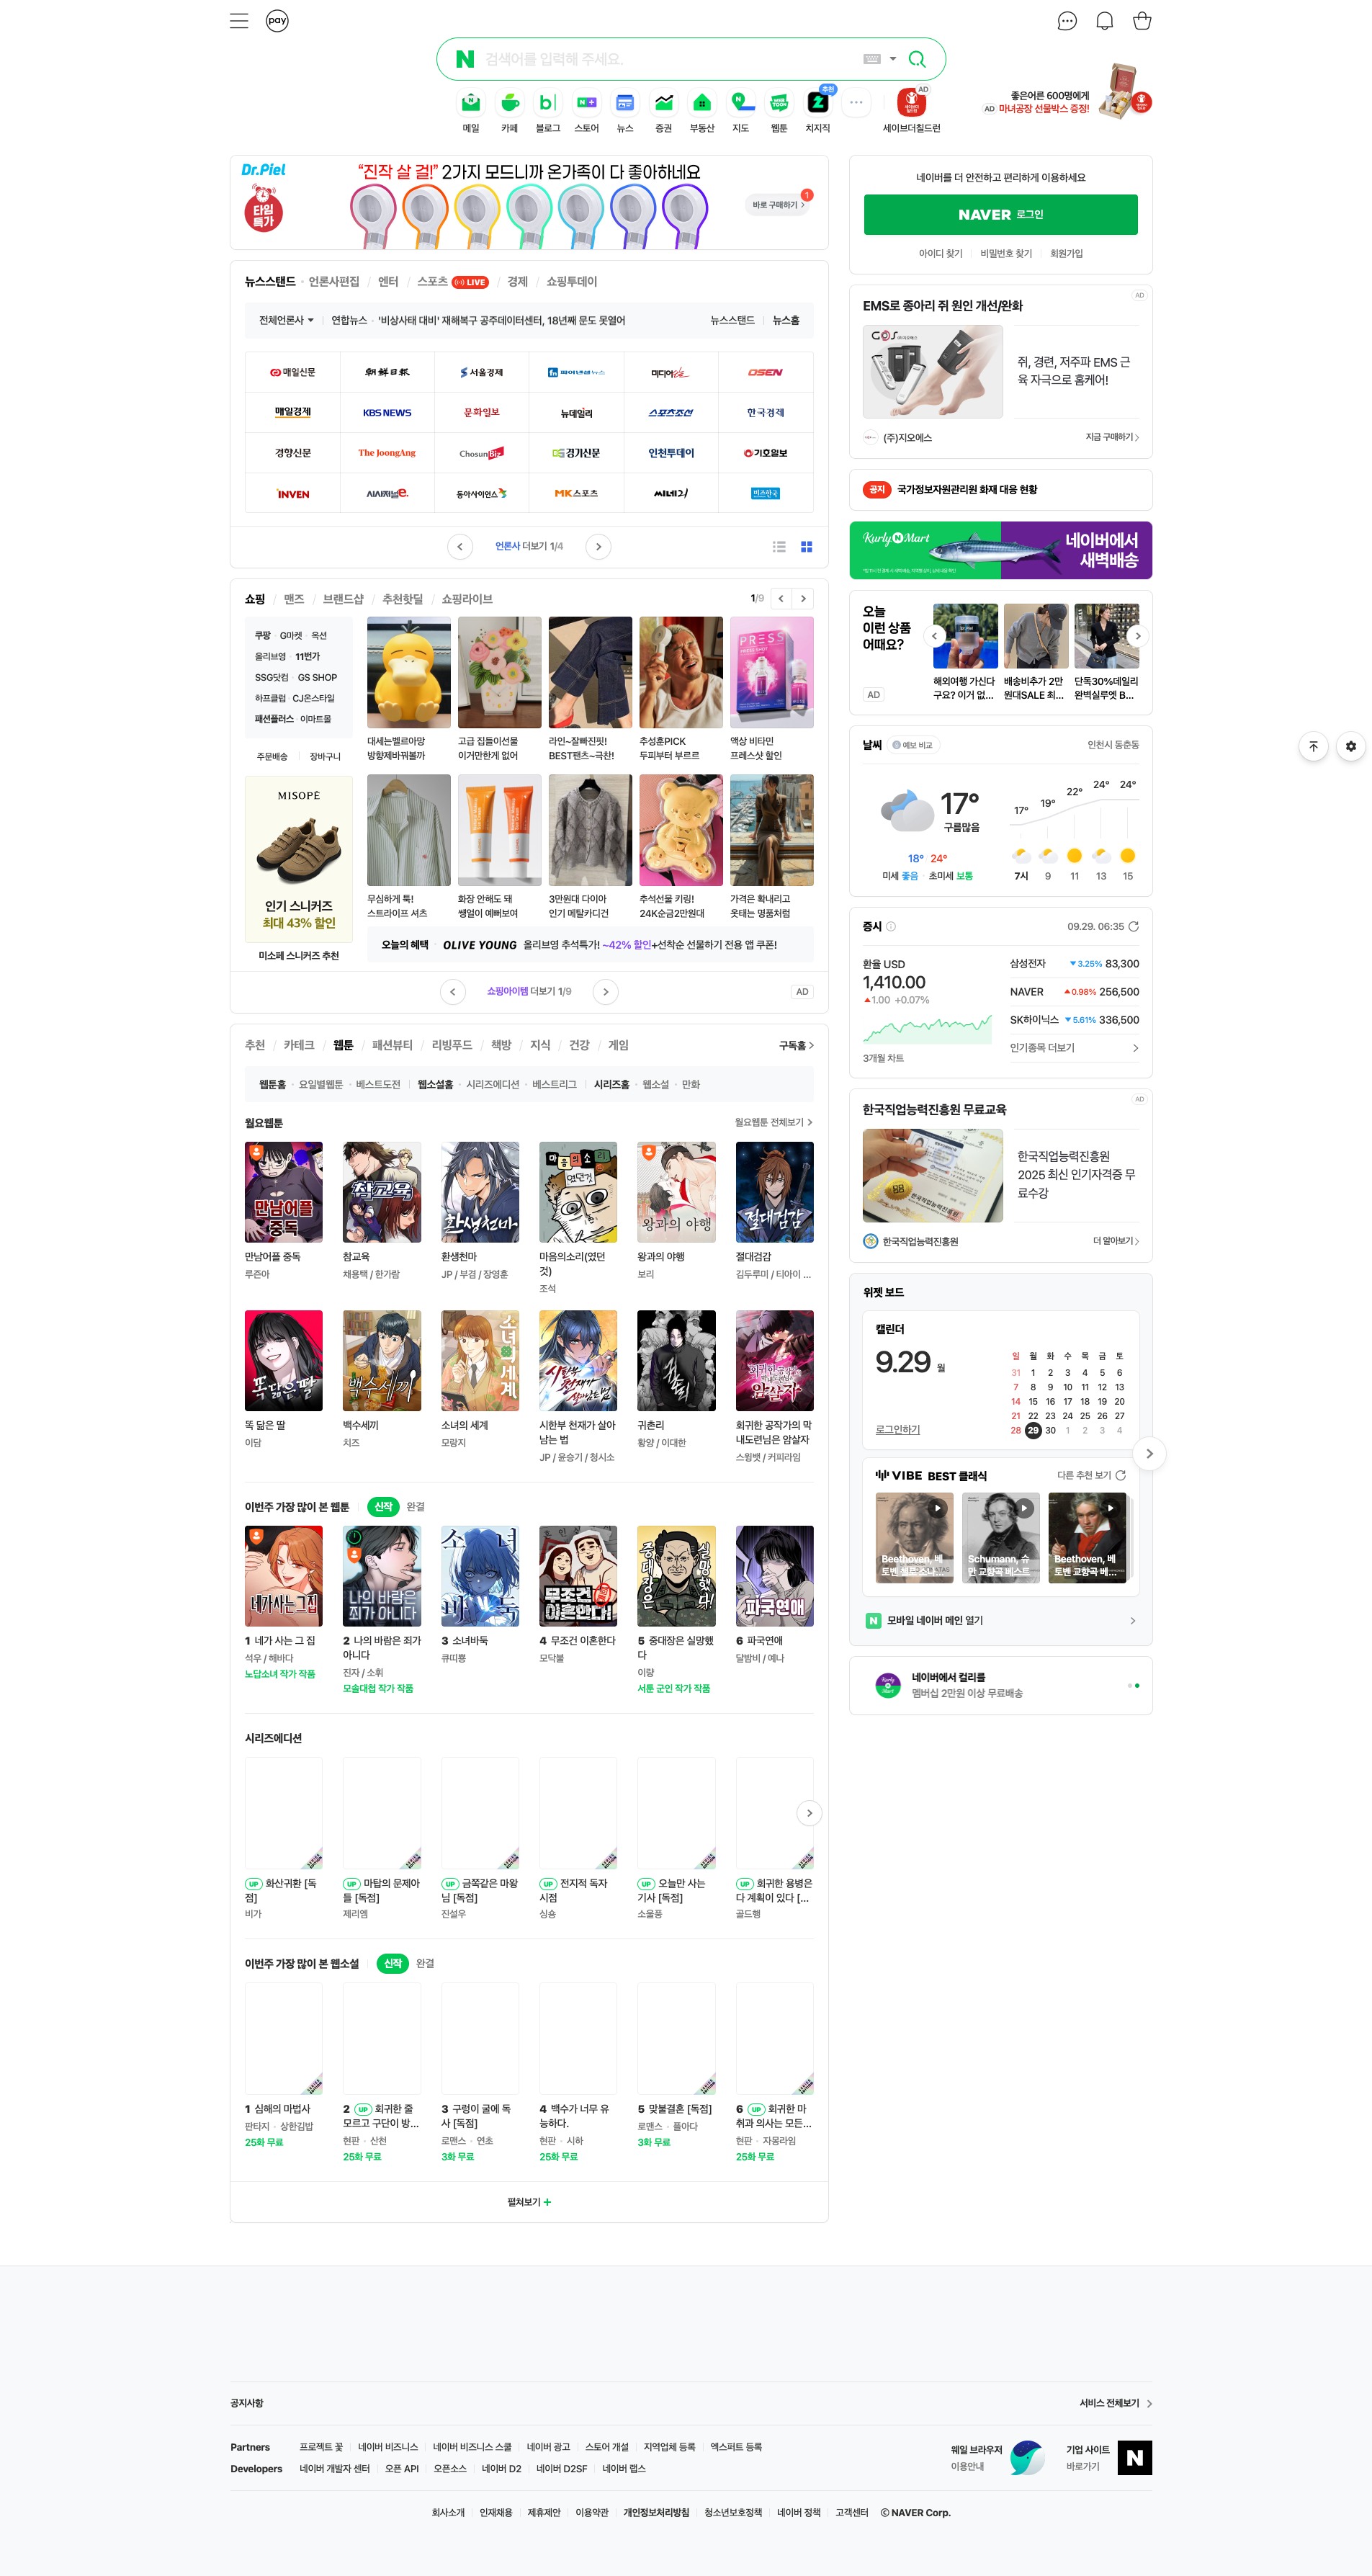 pay
N 검색어를 입력해 주세요.
메일 카페 블로그 스토어 뉴스 증권 부동산 지도 웹툰 치지직 세이브더칠드런
추천
AD
좋은어른 600명에게
AD 마녀공장 선물박스 증정!
Dr.Piel
타임
특가
"진작 살 걸!" 2가지 모드니까 온가족이 다 좋아하네요
바로 구매하기
1
네이버를 더 안전하고 편리하게 이용하세요
NAVER 로그인
아이디 찾기 비밀번호 찾기 회원가입
뉴스스탠드 · 언론사편집 / 엔터 / 스포츠 LIVE / 경제 / 쇼핑투데이
전체언론사 연합뉴스 · '비상사태 대비' 재해복구 공주데이터센터, 18년째 문도 못열어 뉴스스탠드 뉴스홈
매일신문 朝鮮日報 서울경제 파이낸셜뉴스 미디어오늘 OSEN
매일경제 KBS NEWS 문화일보 뉴데일리 스포츠조선 한국경제
경향신문 The JoongAng Chosun Biz 경기신문 인천투데이 기호일보
INVEN 시사저널e. 동아사이언스 MK스포츠 씨네21 비즈한국
언론사 더보기 1/4
AD
EMS로 종아리 쥐 원인 개선/완화
쥐, 경련, 저주파 EMS 근
육 자극으로 홈케어!
(주)지오에스
지금 구매하기
공지 국가정보자원관리원 화재 대응 현황
Kurly N Mart
네이버에서
새벽배송
쇼핑 / 맨즈 / 브랜드샵 / 추천핫딜 / 쇼핑라이브
1/9
쿠팡 · G마켓 · 옥션
올리브영 · 11번가
SSG닷컴 · GS SHOP
하프클럽 · CJ온스타일
패션플러스 · 이마트몰
주문배송 장바구니
대세는벨르아망
방향제바꿔볼까
고급 집들이선물
이거만한게 없어
라인~잘빠진핏!
BEST팬츠~극찬!
추성훈PICK
두피부터 부르르
액상 비타민
프레스샷 할인
MISOPÉ
인기 스니커즈
최대 43% 할인
미소페 스니커즈 추천
무심하게 툭!
스트라이프 셔츠
화장 안해도 돼
쌩얼이 예뻐보여
3만원대 다이아
인기 메탈카디건
추석선물 키링!
24K순금2만원대
가격은 확내리고
옷태는 명품처럼
오늘의 혜택 OLIVE YOUNG 올리브영 추석특가! ~42% 할인+선착순 선물하기 전용 앱 쿠폰!
쇼핑아이템 더보기 1/9
AD
오늘
이런 상품
어때요?
AD
해외여행 가신다
구요? 이거 없...
배송비추가 2만
원대SALE 최...
단독30%데일리
완벽실루엣 B...
날씨 예보 비교 인천시 동춘동
17°
구름많음
18° 24°
미세 좋음 · 초미세 보통
17° 19° 22° 24° 24°
7시 9 11 13 15
증시 09.29. 06:35
환율 USD
1,410.00
1.00 +0.07%
3개월 차트
삼성전자 3.25% 83,300
NAVER 0.98% 256,500
SK하이닉스 5.61% 336,500
인기종목 더보기
추천 / 카테크 / 웹툰 / 패션뷰티 / 리빙푸드 / 책방 / 지식 / 건강 / 게임 구독홈
웹툰홈 · 요일별웹툰 · 베스트도전 웹소설홈 · 시리즈에디션 · 베스트리그 시리즈홈 · 웹소설 · 만화
월요웹툰 월요웹툰 전체보기
만남어플 중독
루즌아
참교육
채용택 / 한가람
환생천마
JP / 부겸 / 장영훈
마음의소리(였던
것)
조석
왕과의 야행
보리
절대검감
김두루미 / 티아이 ...
똑 닮은 딸
이담
백수세끼
치즈
소녀의 세계
모랑지
시한부 천재가 살아
남는 법
JP / 윤승기 / 청시소
귀촌리
황양 / 이대한
회귀한 공작가의 막
내도련님은 암살자
스윙뱃 / 커피라임
이번주 가장 많이 본 웹툰 신작 완결
1 네가 사는 그 집
석우 / 해바다
노답소녀 작가 작품
2 나의 바람은 죄가
아니다
진자 / 소휘
모솔대첩 작가 작품
3 소녀바둑
큐띠뿅
4 무조건 이혼한다
모닥불
5 중대장은 실망했
다
이량
서툰 군인 작가 작품
6 파국연애
달밤비 / 예나
시리즈에디션
UP 화산귀환 [독
점]
비가
UP 마탑의 문제아
들 [독점]
제리엠
UP 금쪽같은 마왕
님 [독점]
진설우
UP 전지적 독자
시점
싱숑
UP 오늘만 사는
기사 [독점]
소울풍
UP 회귀한 용병은
다 계획이 있다 [...
골드행
이번주 가장 많이 본 웹소설 신작 완결
1 심해의 마법사
판타지 · 상한김밥
25화 무료
2 UP 회귀한 줄
모르고 구단이 방...
현판 · 산천
25화 무료
3 구렁이 굴에 독
사 [독점]
로맨스 · 연초
3화 무료
4 백수가 너무 유
능하다.
현판 · 시하
25화 무료
5 맞불결혼 [독점]
로맨스 · 플아다
3화 무료
6 UP 회귀한 마
취과 의사는 모든...
현판 · 자몽라임
25화 무료
펼쳐보기
AD
한국직업능력진흥원 무료교육
한국직업능력진흥원
2025 최신 인기자격증 무
료수강
한국직업능력진흥원
더 알아보기
위젯 보드
캘린더
9.29 월
로그인하기
일 월 화 수 목 금 토
31 1 2 3 4 5 6
7 8 9 10 11 12 13
14 15 16 17 18 19 20
21 22 23 24 25 26 27
28 29 30 1 2 3 4
VIBE BEST 클래식 다른 추천 보기
Beethoven, 베
토벤 첼로 소나...
Schumann, 슈
만 교향곡 베스트
Beethoven, 베
토벤 교향곡 베...
모바일 네이버 메인 열기
네이버에서 컬리를
멤버십 2만원 이상 무료배송
공지사항 서비스 전체보기
Partners 프로젝트 꽃 네이버 비즈니스 네이버 비즈니스 스쿨 네이버 광고 스토어 개설 지역업체 등록 엑스퍼트 등록
Developers 네이버 개발자 센터 오픈 API 오픈소스 네이버 D2 네이버 D2SF 네이버 랩스
웨일 브라우저
이용안내
기업 사이트
바로가기
회사소개 인재채용 제휴제안 이용약관 개인정보처리방침 청소년보호정책 네이버 정책 고객센터 © NAVER Corp.